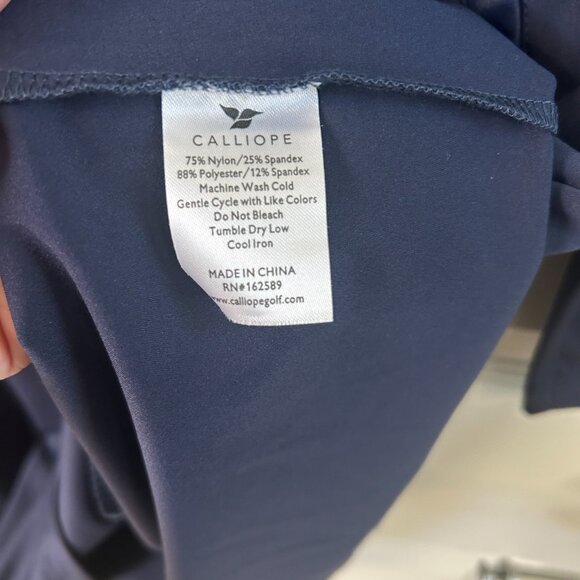 CALLIOPE
75% Nylon/25% Spandex
88% Polyester/12% Spandex
Machine Wash Cold
Gentle Cycle with Like Colors
Do Not Bleach
Tumble Dry Low
Cool Iron
MADE IN CHINA
RN#162589
www.calliopegolf.com